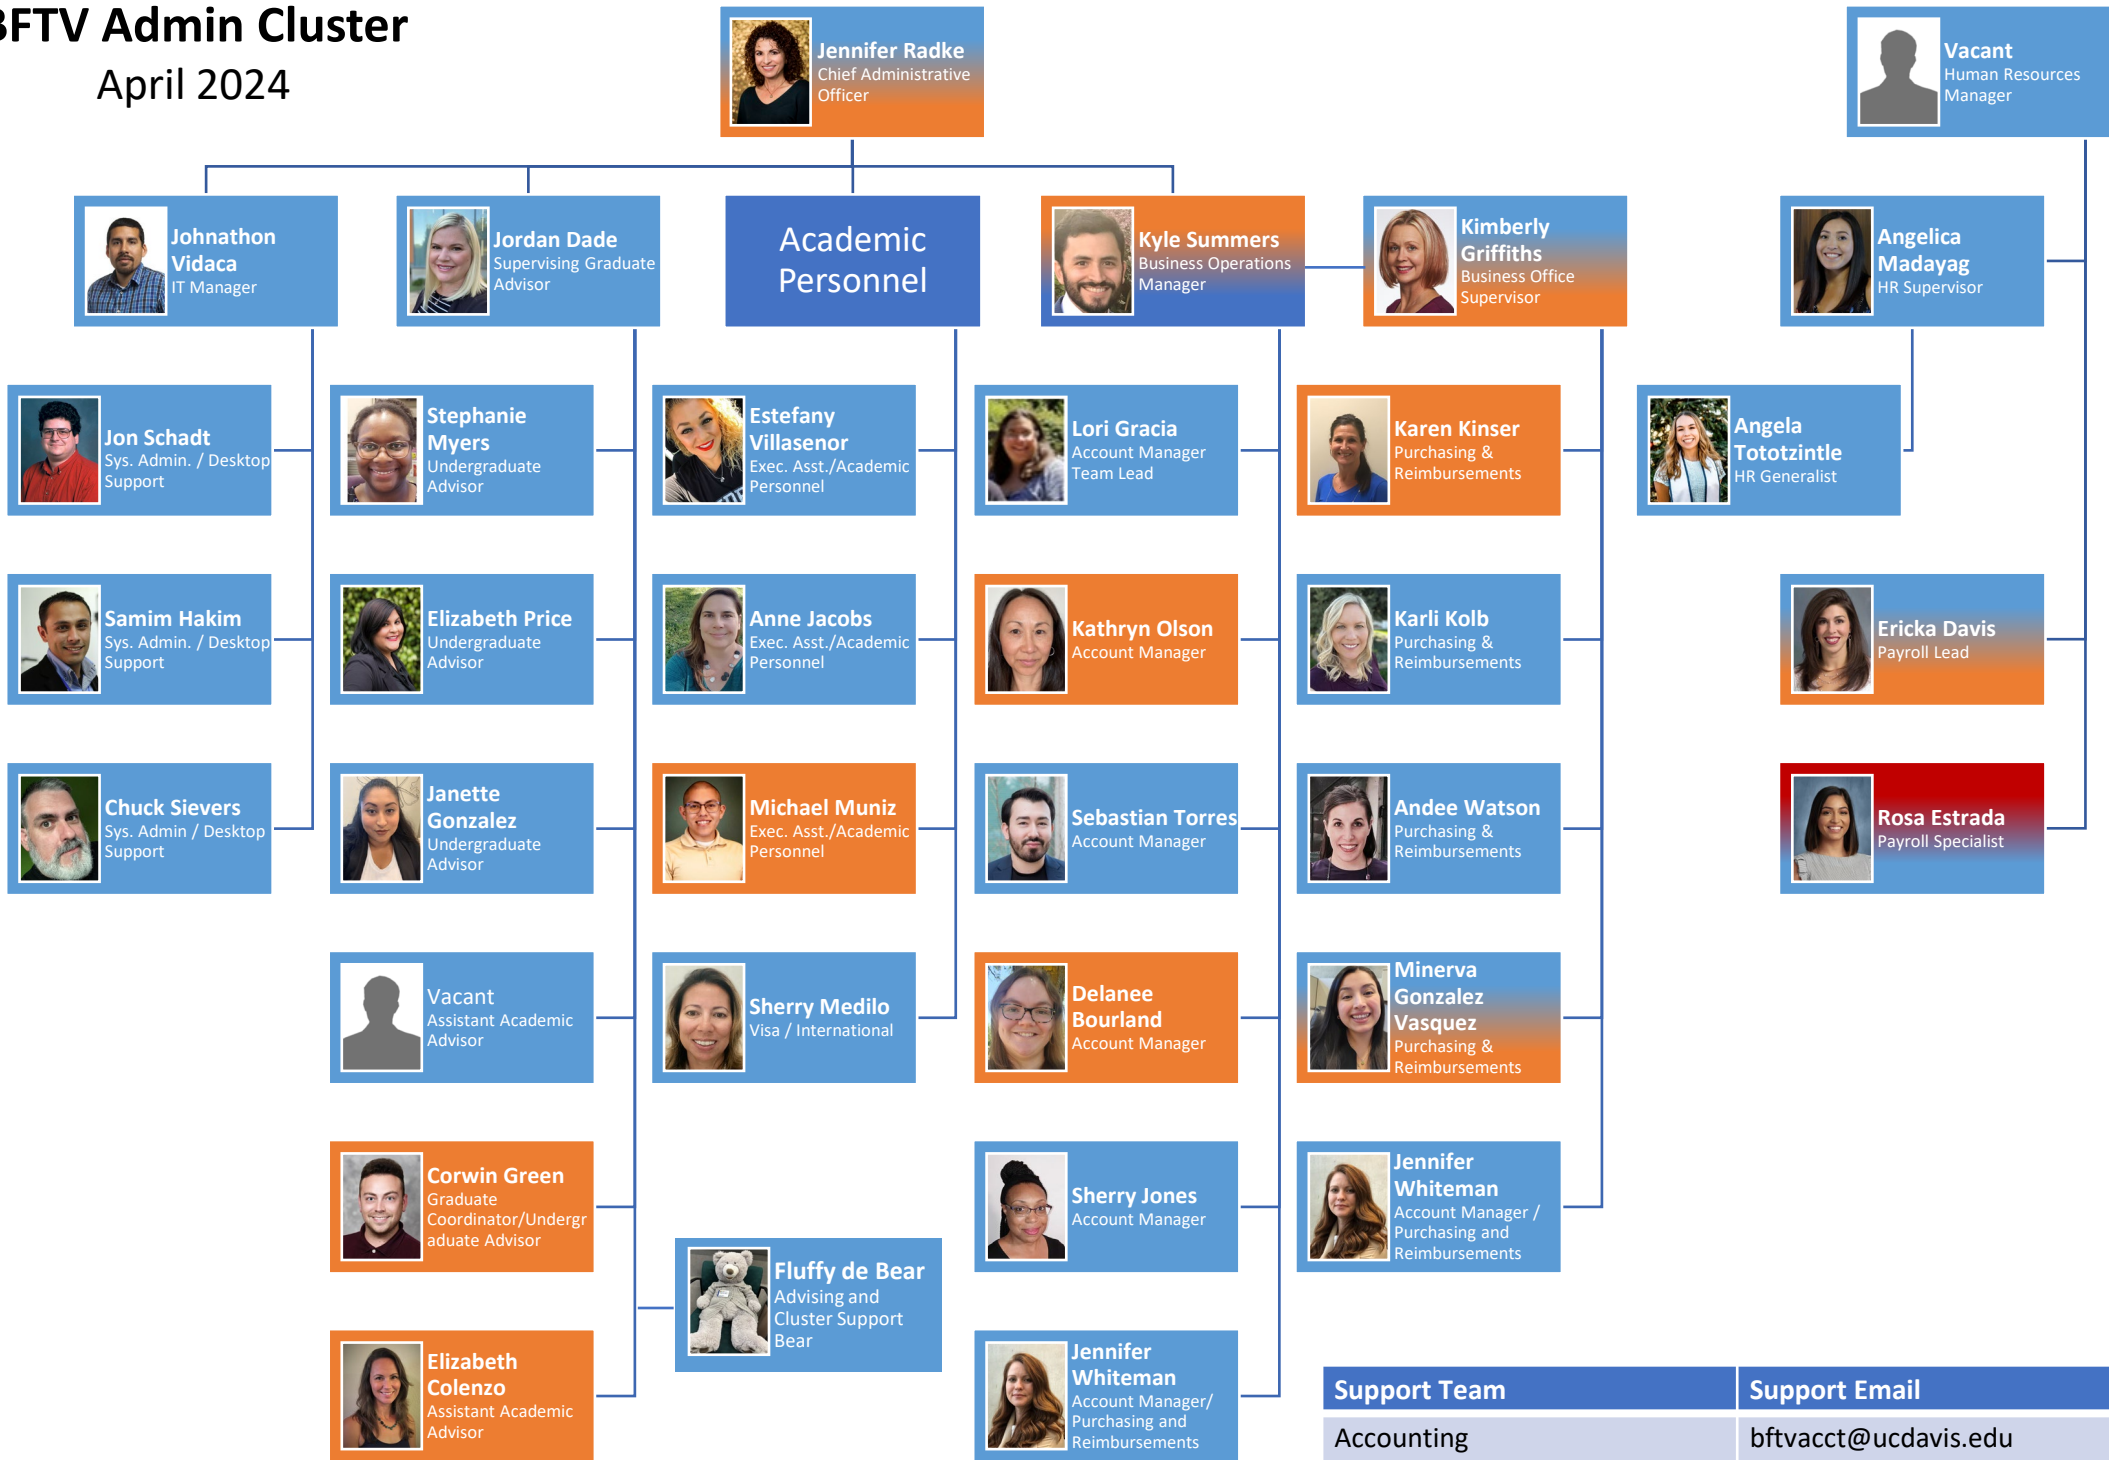 BFTV Admin Cluster
April 2024
Jennifer Radke
Chief Administrative
Officer
Vacant
Human Resources
Manager
Johnathon
Vidaca
IT Manager
Jordan Dade
Supervising Graduate
Advisor
Academic
Personnel
Kyle Summers
Business Operations
Manager
Kimberly
Griffiths
Business Office
Supervisor
Angelica
Madayag
HR Supervisor
Jon Schadt
Sys. Admin. / Desktop
Support
Stephanie
Myers
Undergraduate
Advisor
Estefany
Villasenor
Exec. Asst./Academic
Personnel
Lori Gracia
Account Manager
Team Lead
Karen Kinser
Purchasing &
Reimbursements
Angela
Tototzintle
HR Generalist
Samim Hakim
Sys. Admin. / Desktop
Support
Elizabeth Price
Undergraduate
Advisor
Anne Jacobs
Exec. Asst./Academic
Personnel
Kathryn Olson
Account Manager
Karli Kolb
Purchasing &
Reimbursements
Ericka Davis
Payroll Lead
Chuck Sievers
Sys. Admin / Desktop
Support
Janette
Gonzalez
Undergraduate
Advisor
Michael Muniz
Exec. Asst./Academic
Personnel
Sebastian Torres
Account Manager
Andee Watson
Purchasing &
Reimbursements
Rosa Estrada
Payroll Specialist
Vacant
Assistant Academic
Advisor
Sherry Medilo
Visa / International
Delanee
Bourland
Account Manager
Minerva
Gonzalez
Vasquez
Purchasing &
Reimbursements
Corwin Green
Graduate
Coordinator/Undergr
aduate Advisor
Fluffy de Bear
Advising and
Cluster Support
Bear
Sherry Jones
Account Manager
Jennifer
Whiteman
Account Manager /
Purchasing and
Reimbursements
Elizabeth
Colenzo
Assistant Academic
Advisor
Jennifer
Whiteman
Account Manager/
Purchasing and
Reimbursements
Support Team
Support Email
Accounting
bftvacct@ucdavis.edu